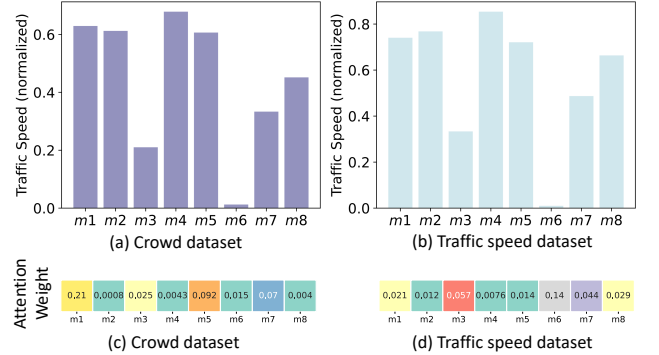 Traffic Speed (normalized)
0.6
0.4
0.2
0.0
m1 m2 m3 m4 m5 m6 m7 m8
(a) Crowd dataset
Traffic Speed (normalized)
0.8
0.6
0.4
0.2
0.0
m1 m2 m3 m4 m5 m6 m7 m8
(b) Traffic speed dataset
Attention
Weight
0,21 0,0008 0,025 0,0043 0,092 0,015 0,07 0,004
m1 m2 m3 m4 m5 m6 m7 m8
(c) Crowd dataset
0,021 0,012 0,057 0,0076 0,014 0,14 0,044 0,029
m1 m2 m3 m4 m5 m6 m7 m8
(d) Traffic speed dataset